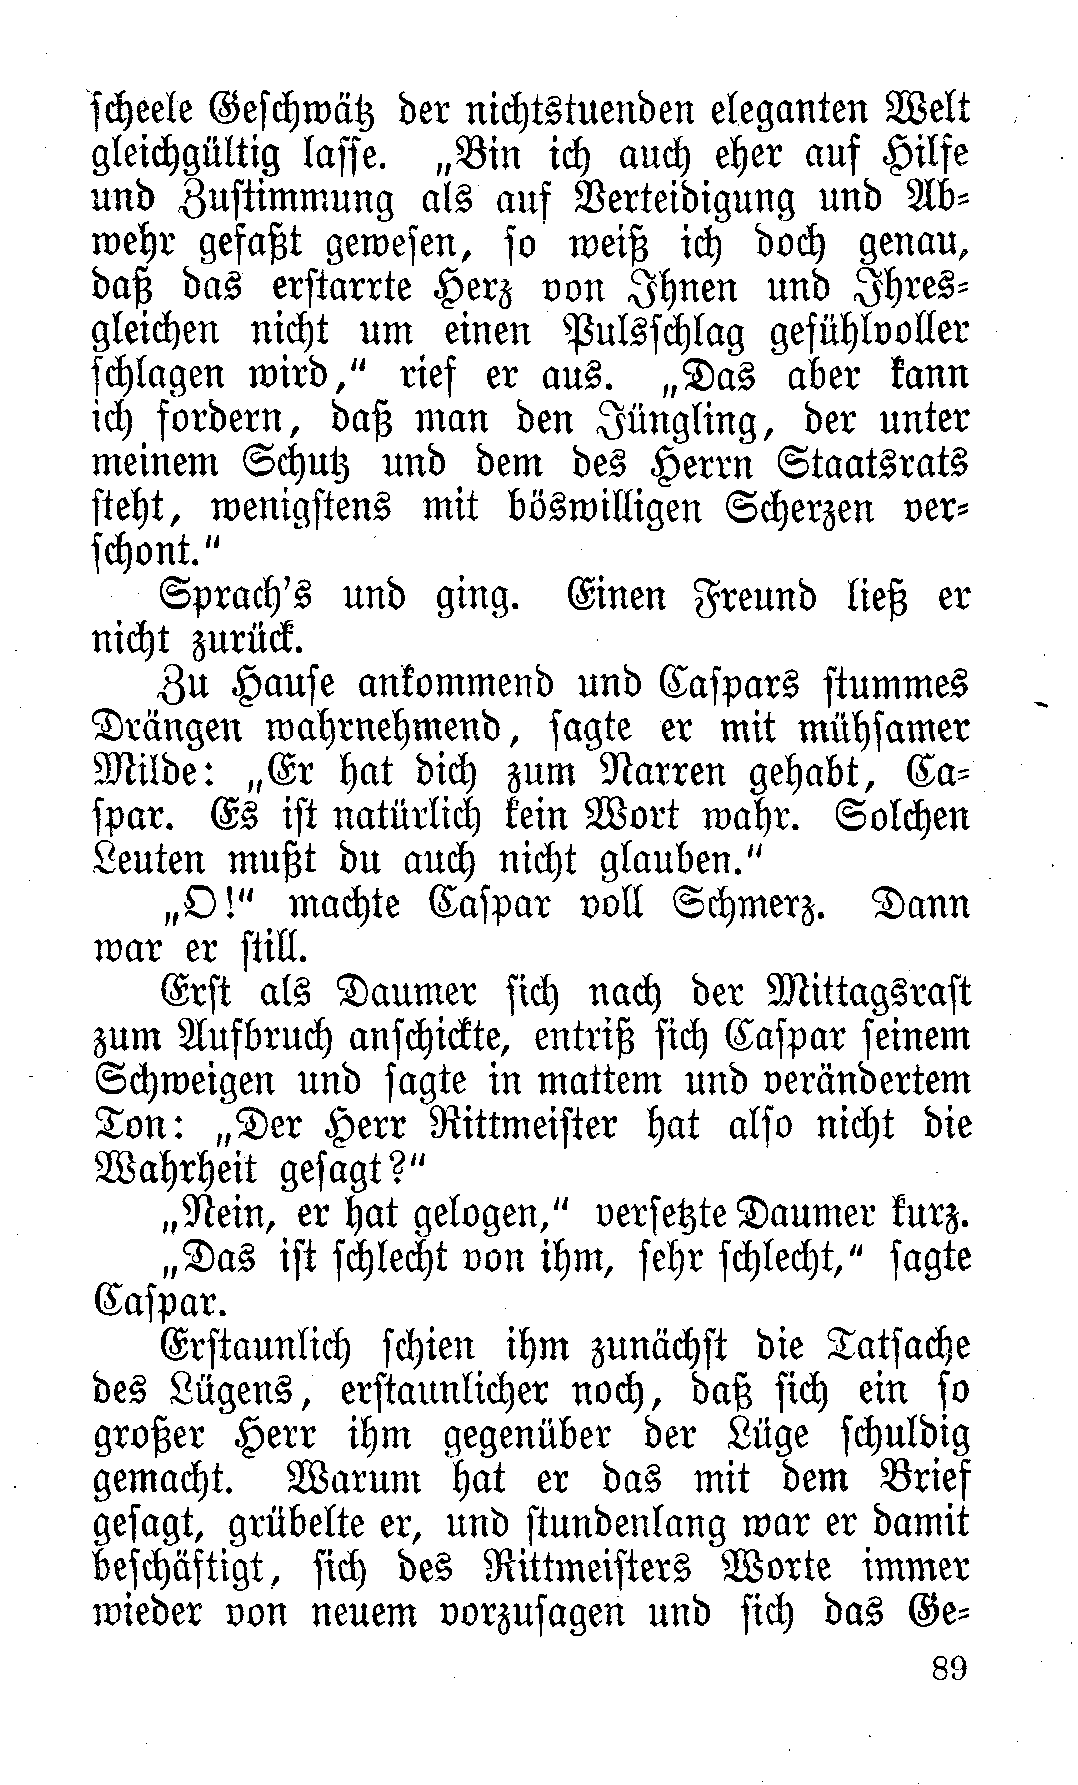 scheele Geschwätz der nichtstuenden eleganten Welt
gleichgültig lasse. „Bin ich auch eher auf Hilfe
und Zustimmung als auf Verteidigung und Ab-
wehr gefaßt gewesen, so weiß ich doch genau,
daß das erstarrte Herz von Ihnen und Ihres-
gleichen nicht um einen Pulsschlag gefühlvoller
schlagen wird,“ rief er aus. „Das aber kann
ich fordern, daß man den Jüngling, der unter
meinem Schutz und dem des Herrn Staatsrats
steht, wenigstens mit böswilligen Scherzen ver-
schont.“
Sprach's und ging. Einen Freund ließ er
nicht zurück.
Zu Hause ankommend und Caspars stummes
Drängen wahrnehmend, sagte er mit mühsamer
Milde: „Er hat dich zum Narren gehabt, Ca-
spar. Es ist natürlich kein Wort wahr. Solchen
Leuten mußt du auch nicht glauben.“
„O!“ machte Caspar voll Schmerz. Dann
war er still.
Erst als Daumer sich nach der Mittagsrast
zum Aufbruch anschickte, entriß sich Caspar seinem
Schweigen und sagte in mattem und verändertem
Ton: „Der Herr Rittmeister hat also nicht die
Wahrheit gesagt?“
„Nein, er hat gelogen,“ versetzte Daumer kurz.
„Das ist schlecht von ihm, sehr schlecht,“ sagte
Caspar.
Erstaunlich schien ihm zunächst die Tatsache
des Lügens, erstaunlicher noch, daß sich ein so
großer Herr ihm gegenüber der Lüge schuldig
gemacht. Warum hat er das mit dem Brief
gesagt, grübelte er, und stundenlang war er damit
beschäftigt, sich des Rittmeisters Worte immer
wieder von neuem vorzusagen und sich das Ge-
89